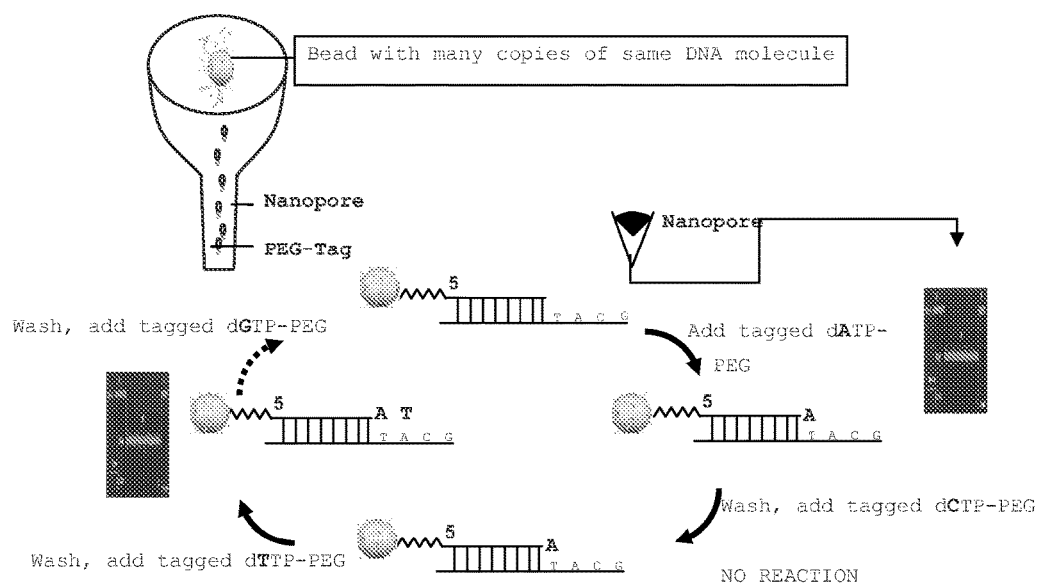 Bead with many copies of same DNA molecule
Nanopore
PEG-Tag
Nanopore
5
T A C G
Wash, add tagged dGTP-PEG
Add tagged dATP-
PEG
5
A T
T A C G
5
A
T A C G
Wash, add tagged dCTP-PEG
5
A
T A C G
Wash, add tagged dTTP-PEG
NO REACTION